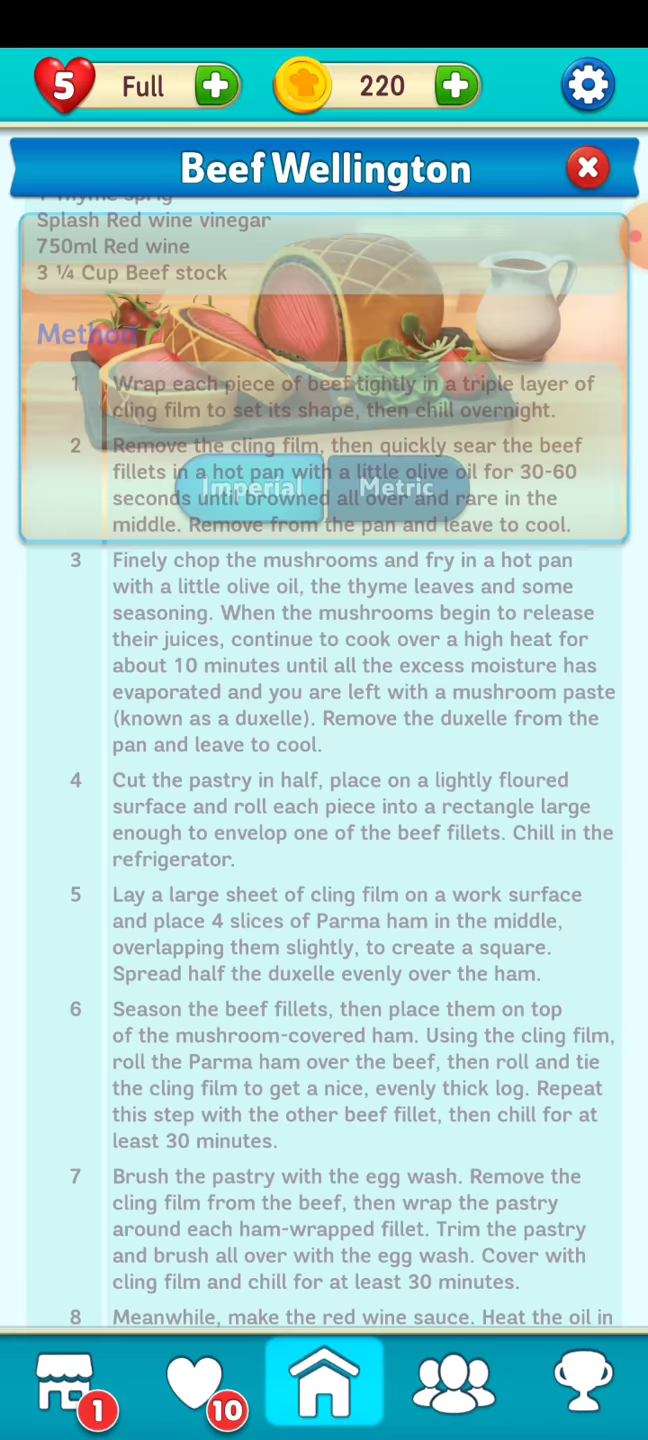 5 Full 220
Beef Wellington
1 Thyme sprig
Splash Red wine vinegar
750ml Red wine
3 ¼ Cup Beef stock
Method
1 Wrap each piece of beef tightly in a triple layer of
cling film to set its shape, then chill overnight.
2 Remove the cling film, then quickly sear the beef
fillets in a hot pan with a little olive oil for 30-60
Imperial Metric
seconds until browned all over and rare in the
middle. Remove from the pan and leave to cool.
3 Finely chop the mushrooms and fry in a hot pan
with a little olive oil, the thyme leaves and some
seasoning. When the mushrooms begin to release
their juices, continue to cook over a high heat for
about 10 minutes until all the excess moisture has
evaporated and you are left with a mushroom paste
(known as a duxelle). Remove the duxelle from the
pan and leave to cool.
4 Cut the pastry in half, place on a lightly floured
surface and roll each piece into a rectangle large
enough to envelop one of the beef fillets. Chill in the
refrigerator.
5 Lay a large sheet of cling film on a work surface
and place 4 slices of Parma ham in the middle,
overlapping them slightly, to create a square.
Spread half the duxelle evenly over the ham.
6 Season the beef fillets, then place them on top
of the mushroom-covered ham. Using the cling film,
roll the Parma ham over the beef, then roll and tie
the cling film to get a nice, evenly thick log. Repeat
this step with the other beef fillet, then chill for at
least 30 minutes.
7 Brush the pastry with the egg wash. Remove the
cling film from the beef, then wrap the pastry
around each ham-wrapped fillet. Trim the pastry
and brush all over with the egg wash. Cover with
cling film and chill for at least 30 minutes.
8 Meanwhile, make the red wine sauce. Heat the oil in
1 10